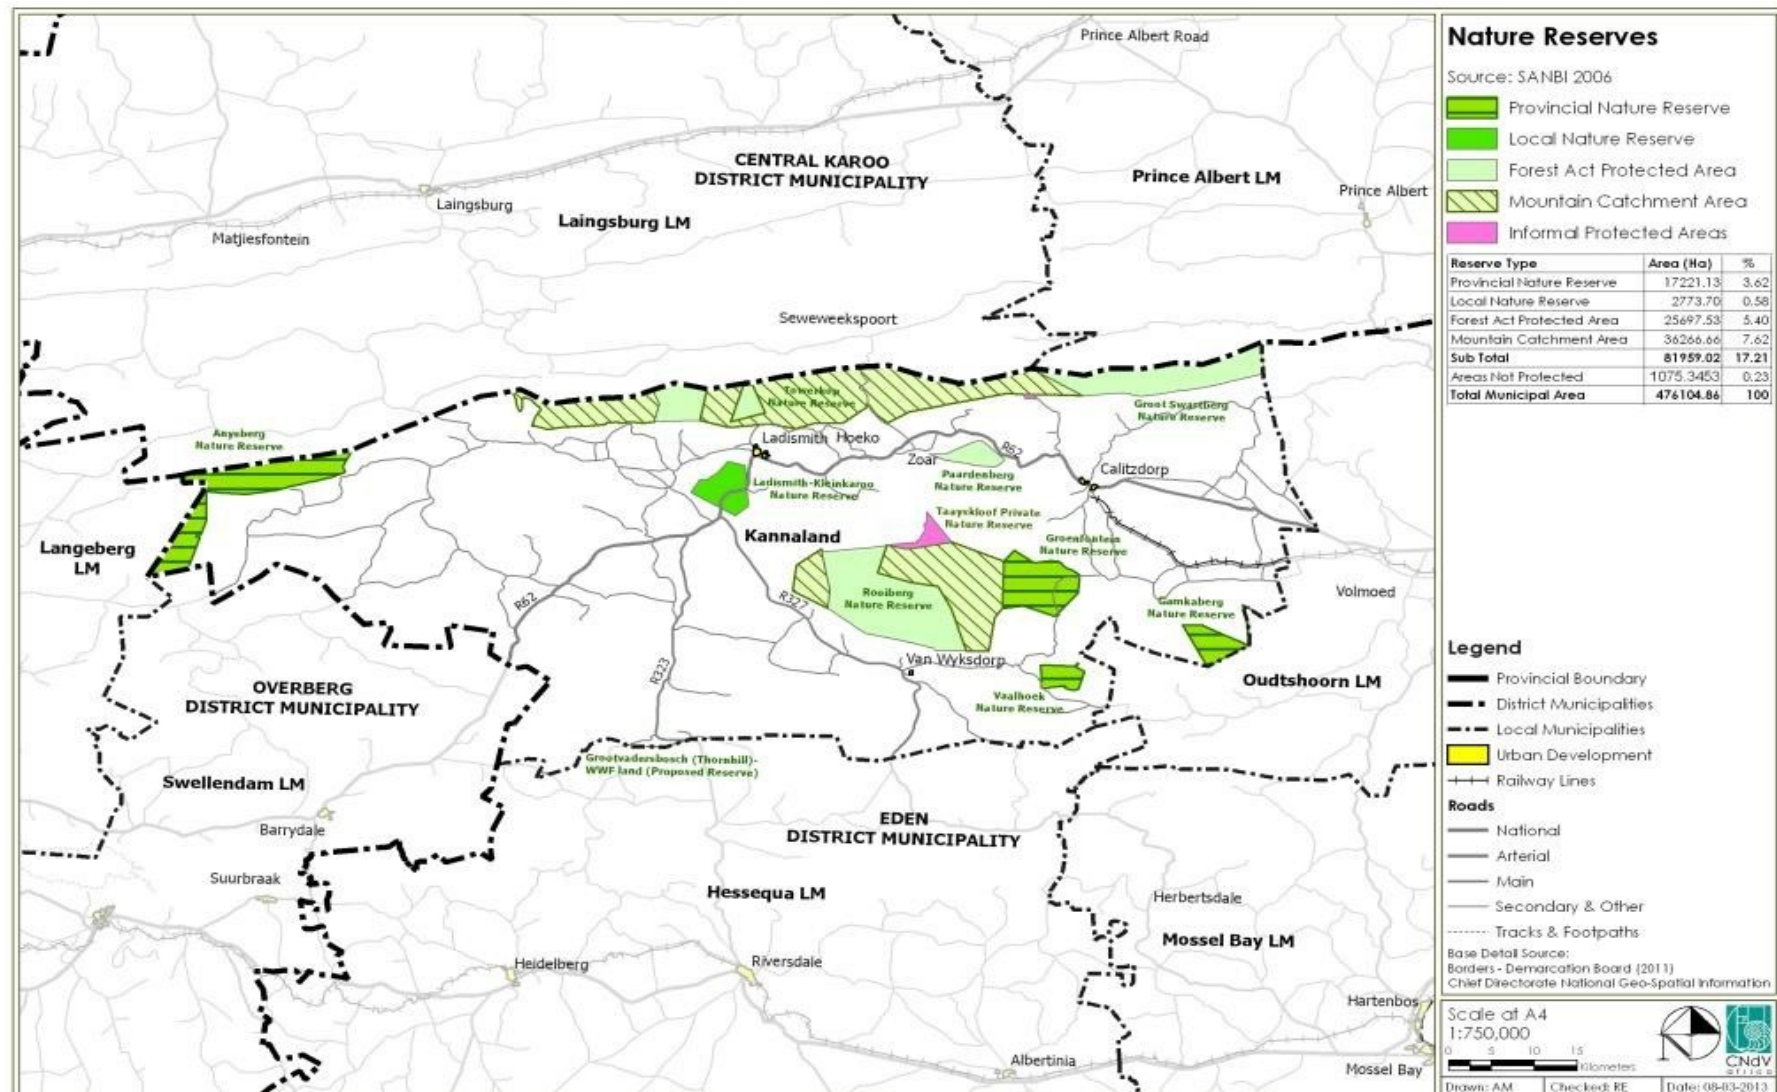 Prince Albert Road
CENTRAL KAROO
DISTRICT MUNICIPALITY
Prince Albert LM
Prince Albert
Laingsburg
Laingsburg LM
Matjiesfontein
Seweweekspoort
Towerkop
Nature Reserve
Groot Swartberg
Nature Reserve
Anysberg
Nature Reserve
Ladismith
Hoeko
Zoar
R62
Calitzdorp
Paardenberg
Nature Reserve
Ladismith-Kleinkaroo
Nature Reserve
Taayskloof Private
Nature Reserve
Kannaland
Groenfontein
Nature Reserve
Langeberg
LM
Rooiberg
Nature Reserve
R62
R327
Gamkaberg
Nature Reserve
Volmoed
R323
Van Wyksdorp
Vaalhoek
Nature Reserve
Oudtshoorn LM
OVERBERG
DISTRICT MUNICIPALITY
Grootvadersbosch (Thornhill)-
WWF land (Proposed Reserve)
Swellendam LM
Barrydale
EDEN
DISTRICT MUNICIPALITY
Suurbraak
Hessequa LM
Herbertsdale
Mossel Bay LM
Heidelberg
Riversdale
Hartenbos
Albertinia
Mossel Bay
Nature Reserves
Source: SANBI 2006
Provincial Nature Reserve
Local Nature Reserve
Forest Act Protected Area
Mountain Catchment Area
Informal Protected Areas
Reserve Type Area (Ha) %
Provincial Nature Reserve 17221.13 3.62
Local Nature Reserve 2773.70 0.58
Forest Act Protected Area 25697.53 5.40
Mountain Catchment Area 36266.66 7.62
Sub Total 81959.02 17.21
Areas Not Protected 1075.3453 0.23
Total Municipal Area 476104.86 100
Legend
Provincial Boundary
District Municipalities
Local Municipalities
Urban Development
Railway Lines
Roads
National
Arterial
Main
Secondary & Other
Tracks & Footpaths
Base Detail Source:
Borders - Demarcation Board (2011)
Chief Directorate National Geo-Spatial Information
Scale at A4
1:750,000
0 5 10 15
Kilometers
CNdV
africa
Drawn: AM Checked: RE Date: 08-03-2013